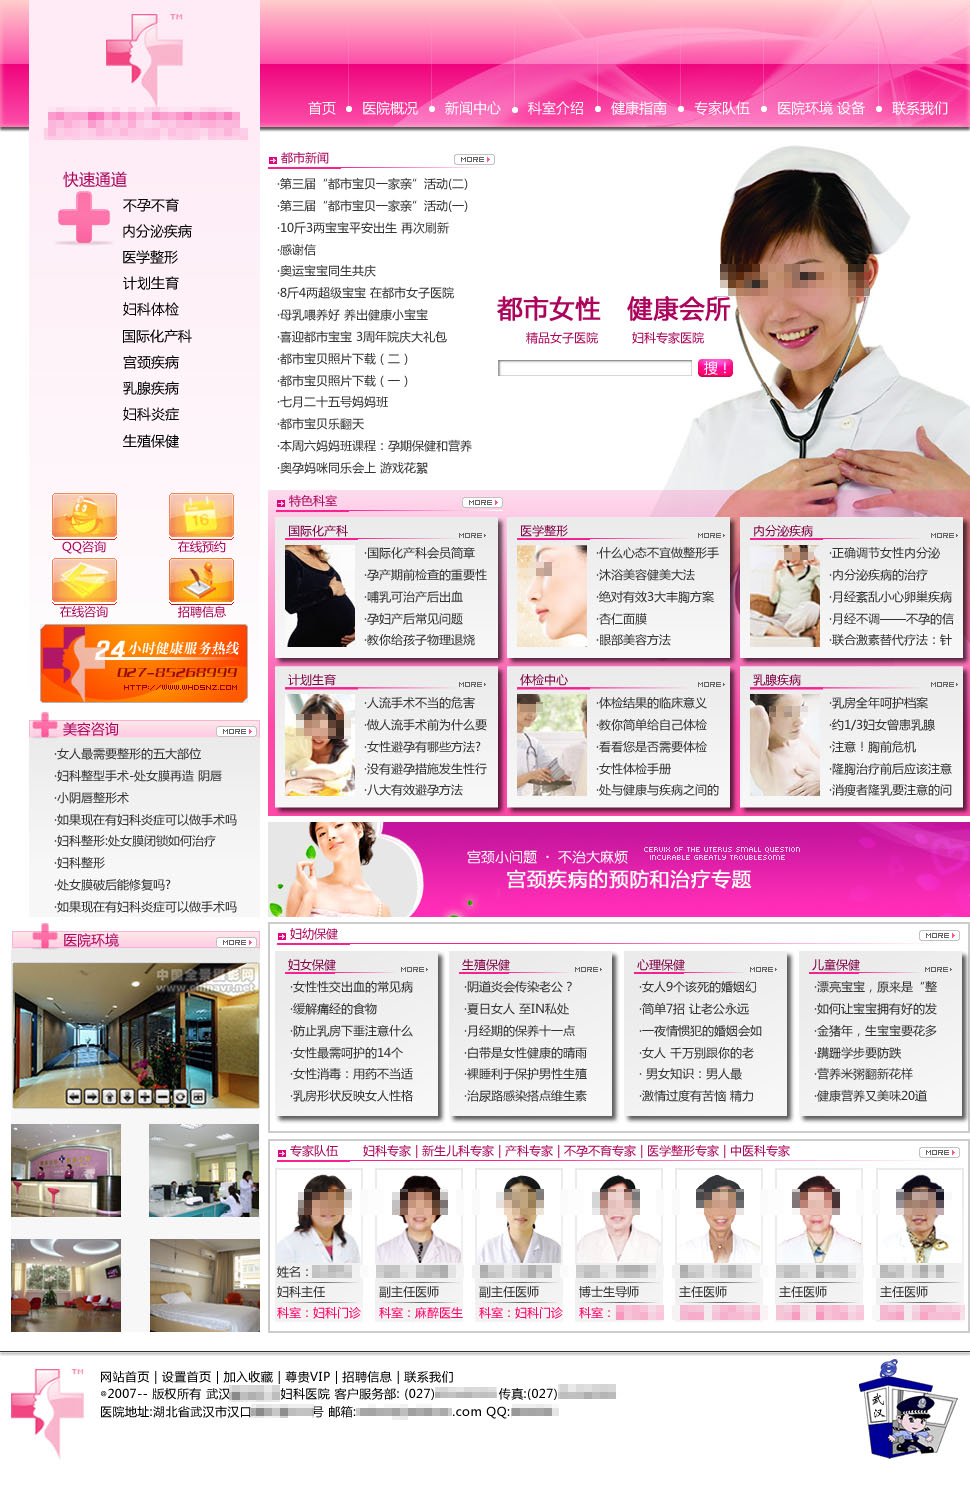 TM
首页 • 医院概况 • 新闻中心 • 科室介绍 • 健康指南 • 专家队伍 • 医院环境 设备 • 联系我们
快速通道
不孕不育
内分泌疾病
医学整形
计划生育
妇科体检
国际化产科
宫颈疾病
乳腺疾病
妇科炎症
生殖保健
QQ咨询
在线预约
在线咨询
招聘信息
24小时健康服务热线
027-85268999
HTTP://WWW.WHDSNZ.COM
美容咨询 MORE
·女人最需要整形的五大部位
·妇科整型手术-处女膜再造 阴唇
·小阴唇整形术
·如果现在有妇科炎症可以做手术吗
·妇科整形:处女膜闭锁如何治疗
·妇科整形
·处女膜破后能修复吗?
·如果现在有妇科炎症可以做手术吗
医院环境 MORE
中国全景摄影网
www.chinavr.net
都市新闻 MORE
·第三届“都市宝贝一家亲”活动(二)
·第三届“都市宝贝一家亲”活动(一)
·10斤3两宝宝平安出生 再次刷新
·感谢信
·奥运宝宝同生共庆
·8斤4两超级宝宝 在都市女子医院
·母乳喂养好 养出健康小宝宝
·喜迎都市宝宝 3周年院庆大礼包
·都市宝贝照片下载（二）
·都市宝贝照片下载（一）
·七月二十五号妈妈班
·都市宝贝乐翻天
·本周六妈妈班课程：孕期保健和营养
·奥孕妈咪同乐会上 游戏花絮
都市女性 健康会所
精品女子医院 妇科专家医院
搜！
特色科室 MORE
国际化产科 MORE
·国际化产科会员简章
·孕产期前检查的重要性
·哺乳可治产后出血
·孕妇产后常见问题
·教你给孩子物理退烧
医学整形 MORE
·什么心态不宜做整形手
·沐浴美容健美大法
·绝对有效3大丰胸方案
·杏仁面膜
·眼部美容方法
内分泌疾病 MORE
·正确调节女性内分泌
·内分泌疾病的治疗
·月经紊乱小心卵巢疾病
·月经不调——不孕的信
·联合激素替代疗法：针
计划生育 MORE
·人流手术不当的危害
·做人流手术前为什么要
·女性避孕有哪些方法?
·没有避孕措施发生性行
·八大有效避孕方法
体检中心 MORE
·体检结果的临床意义
·教你简单给自己体检
·看看您是否需要体检
·女性体检手册
·处与健康与疾病之间的
乳腺疾病 MORE
·乳房全年呵护档案
·约1/3妇女曾患乳腺
·注意！胸前危机
·隆胸治疗前后应该注意
·消瘦者隆乳要注意的问
宫颈小问题 · 不治大麻烦
CERVIX OF THE UTERUS SMALL QUESTION
INCURABLE GREATLY TROUBLESOME
宫颈疾病的预防和治疗专题
妇幼保健 MORE
妇女保健 MORE
·女性性交出血的常见病
·缓解痛经的食物
·防止乳房下垂注意什么
·女性最需呵护的14个
·女性消毒：用药不当适
·乳房形状反映女人性格
生殖保健 MORE
·阴道炎会传染老公？
·夏日女人 至IN私处
·月经期的保养十一点
·白带是女性健康的晴雨
·裸睡利于保护男性生殖
·治尿路感染搭点维生素
心理保健 MORE
·女人9个该死的婚姻幻
·简单7招 让老公永远
·一夜情惯犯的婚姻会如
·女人 千万别跟你的老
· 男女知识：男人最
·激情过度有苦恼 精力
儿童保健 MORE
·漂亮宝宝，原来是“整
·如何让宝宝拥有好的发
·金猪年，生宝宝要花多
·蹒跚学步要防跌
·营养米粥翻新花样
·健康营养又美味20道
专家队伍 妇科专家 | 新生儿科专家 | 产科专家 | 不孕不育专家 | 医学整形专家 | 中医科专家 MORE
姓名：
妇科主任 副主任医师 副主任医师 博士生导师 主任医师 主任医师 主任医师
科室：妇科门诊 科室：麻醉医生 科室：妇科门诊 科室：
TM
网站首页 | 设置首页 | 加入收藏 | 尊贵VIP | 招聘信息 | 联系我们
©2007-- 版权所有 武汉 妇科医院 客户服务部: (027) 传真:(027)
医院地址:湖北省武汉市汉口 号 邮箱: .com QQ:
武汉